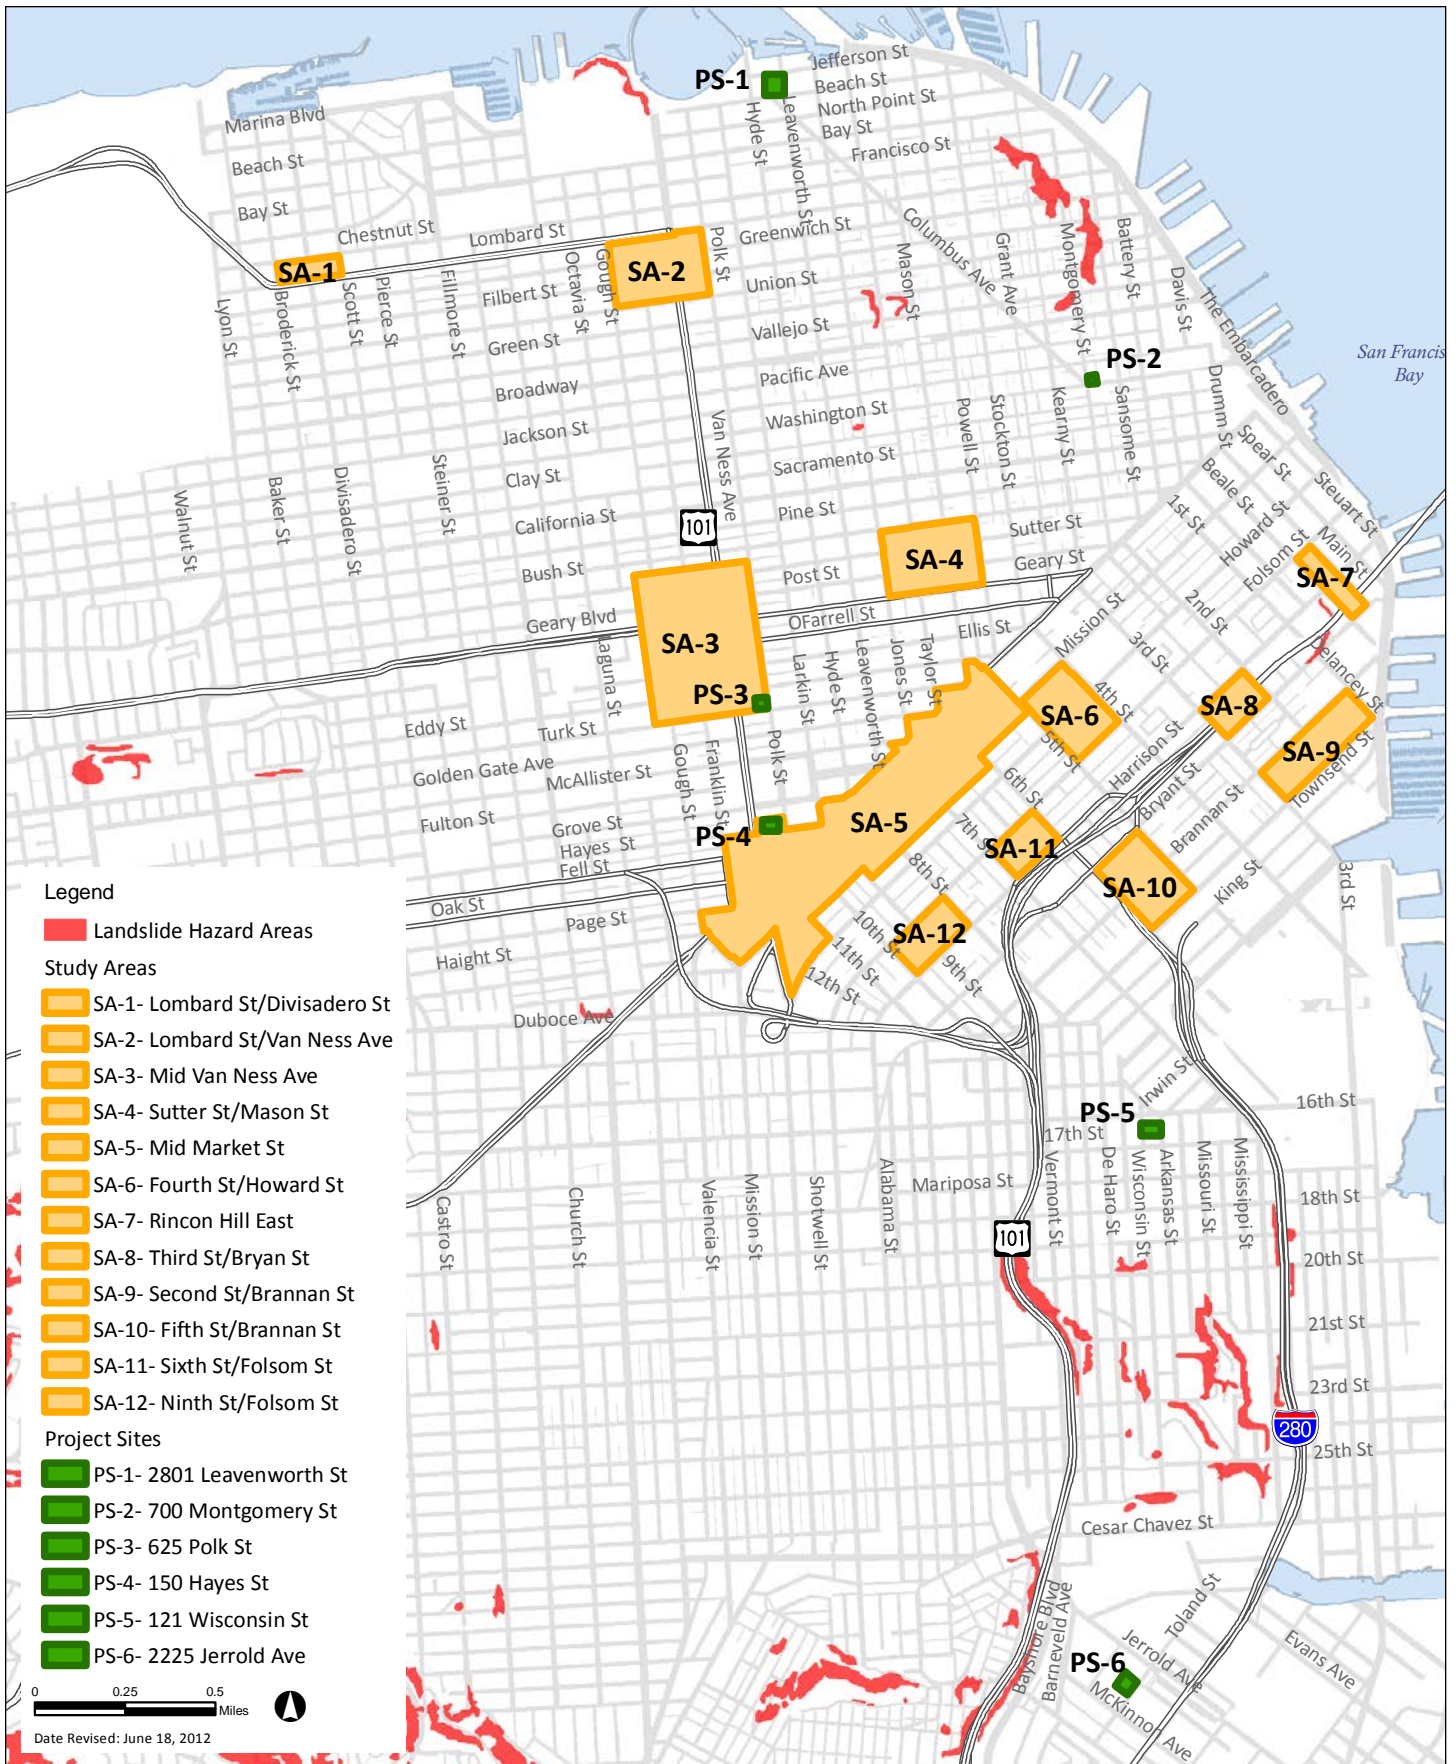 PS-1
Jefferson St
Beach St
North Point St
Bay St
Francisco St
Hyde St
Leavenworth St
Marina Blvd
Beach St
Bay St
Chestnut St
Lombard St
Greenwich St
Columbus Ave
Polk St
Union St
Mason St
Grant Ave
Montgomery St
Battery St
Davis St
The Embarcadero
SA-1
SA-2
Lyon St
Broderick St
Scott St
Pierce St
Fillmore St
Filbert St
Octavia St
Gough St
Green St
Vallejo St
Broadway
Pacific Ave
PS-2
San Francis
Bay
Washington St
Jackson St
Van Ness Ave
Powell St
Stockton St
Kearny St
Sansome St
Drumm St
Spear St
Steuart St
Sacramento St
Clay St
Steiner St
Divisadero St
Baker St
Walnut St
California St
101
Pine St
Sutter St
1st St
Beale St
Howard St
Folsom St
Main St
Bush St
Post St
SA-4
Geary St
SA-7
Geary Blvd
OFarrell St
Ellis St
Mission St
2nd St
3rd St
Delancey St
SA-3
Laguna St
Larkin St
Hyde St
Leavenworth St
Jones St
Taylor St
PS-3
SA-6
4th St
5th St
SA-8
SA-9
Townsend St
Eddy St
Turk St
Golden Gate Ave
McAllister St
Gough St
Franklin St
Polk St
6th St
Harrison St
Bryant St
Brannan St
Fulton St
Grove St
Hayes St
Fell St
PS-4
SA-5
7th St
SA-11
8th St
SA-10
King St
3rd St
Oak St
Page St
Haight St
10th St
SA-12
11th St
12th St
9th St
Duboce Ave
Irwin St
PS-5
16th St
17th St
Mariposa St
Castro St
Church St
Valencia St
Mission St
Shotwell St
Alabama St
Vermont St
De Haro St
Wisconsin St
Arkansas St
Missouri St
Mississippi St
18th St
101
20th St
21st St
23rd St
280
25th St
Cesar Chavez St
Bayshore Blvd
Barneveld Ave
Toland St
PS-6
Jerrold Ave
McKinnon Ave
Evans Ave
Legend
Landslide Hazard Areas
Study Areas
SA-1- Lombard St/Divisadero St
SA-2- Lombard St/Van Ness Ave
SA-3- Mid Van Ness Ave
SA-4- Sutter St/Mason St
SA-5- Mid Market St
SA-6- Fourth St/Howard St
SA-7- Rincon Hill East
SA-8- Third St/Bryan St
SA-9- Second St/Brannan St
SA-10- Fifth St/Brannan St
SA-11- Sixth St/Folsom St
SA-12- Ninth St/Folsom St
Project Sites
PS-1- 2801 Leavenworth St
PS-2- 700 Montgomery St
PS-3- 625 Polk St
PS-4- 150 Hayes St
PS-5- 121 Wisconsin St
PS-6- 2225 Jerrold Ave
0 0.25 0.5
Miles
Date Revised: June 18, 2012